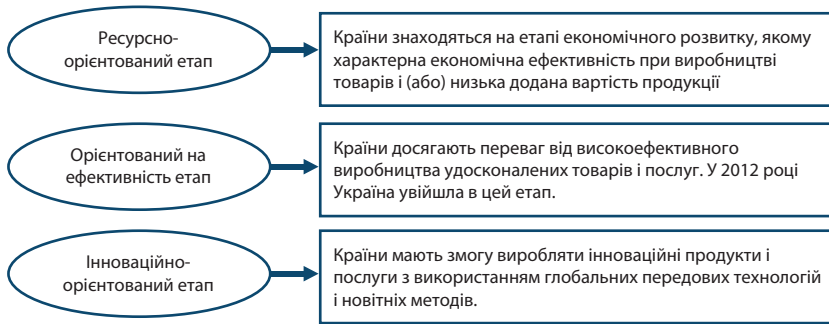 Ресурсно-
орієнтований етап
Країни знаходяться на етапі економічного розвитку, якому
характерна економічна ефективність при виробництві
товарів і (або) низька додана вартість продукції
Орієнтований на
ефективність етап
Країни досягають переваг від високоефективного
виробництва удосконалених товарів і послуг. У 2012 році
Україна увійшла в цей етап.
Інноваційно-
орієнтований етап
Країни мають змогу виробляти інноваційні продукти і
послуги з використанням глобальних передових технологій
і новітніх методів.